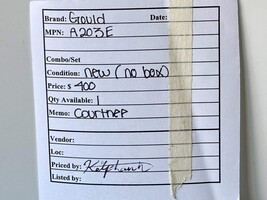 Brand: Gould Date:
MPN: A203E
Combo/Set
Condition: new (no box)
Price: $ 400
Qty Available: 1
Memo: Courtnee
Vendor:
Loc:
Priced by:
Listed by: